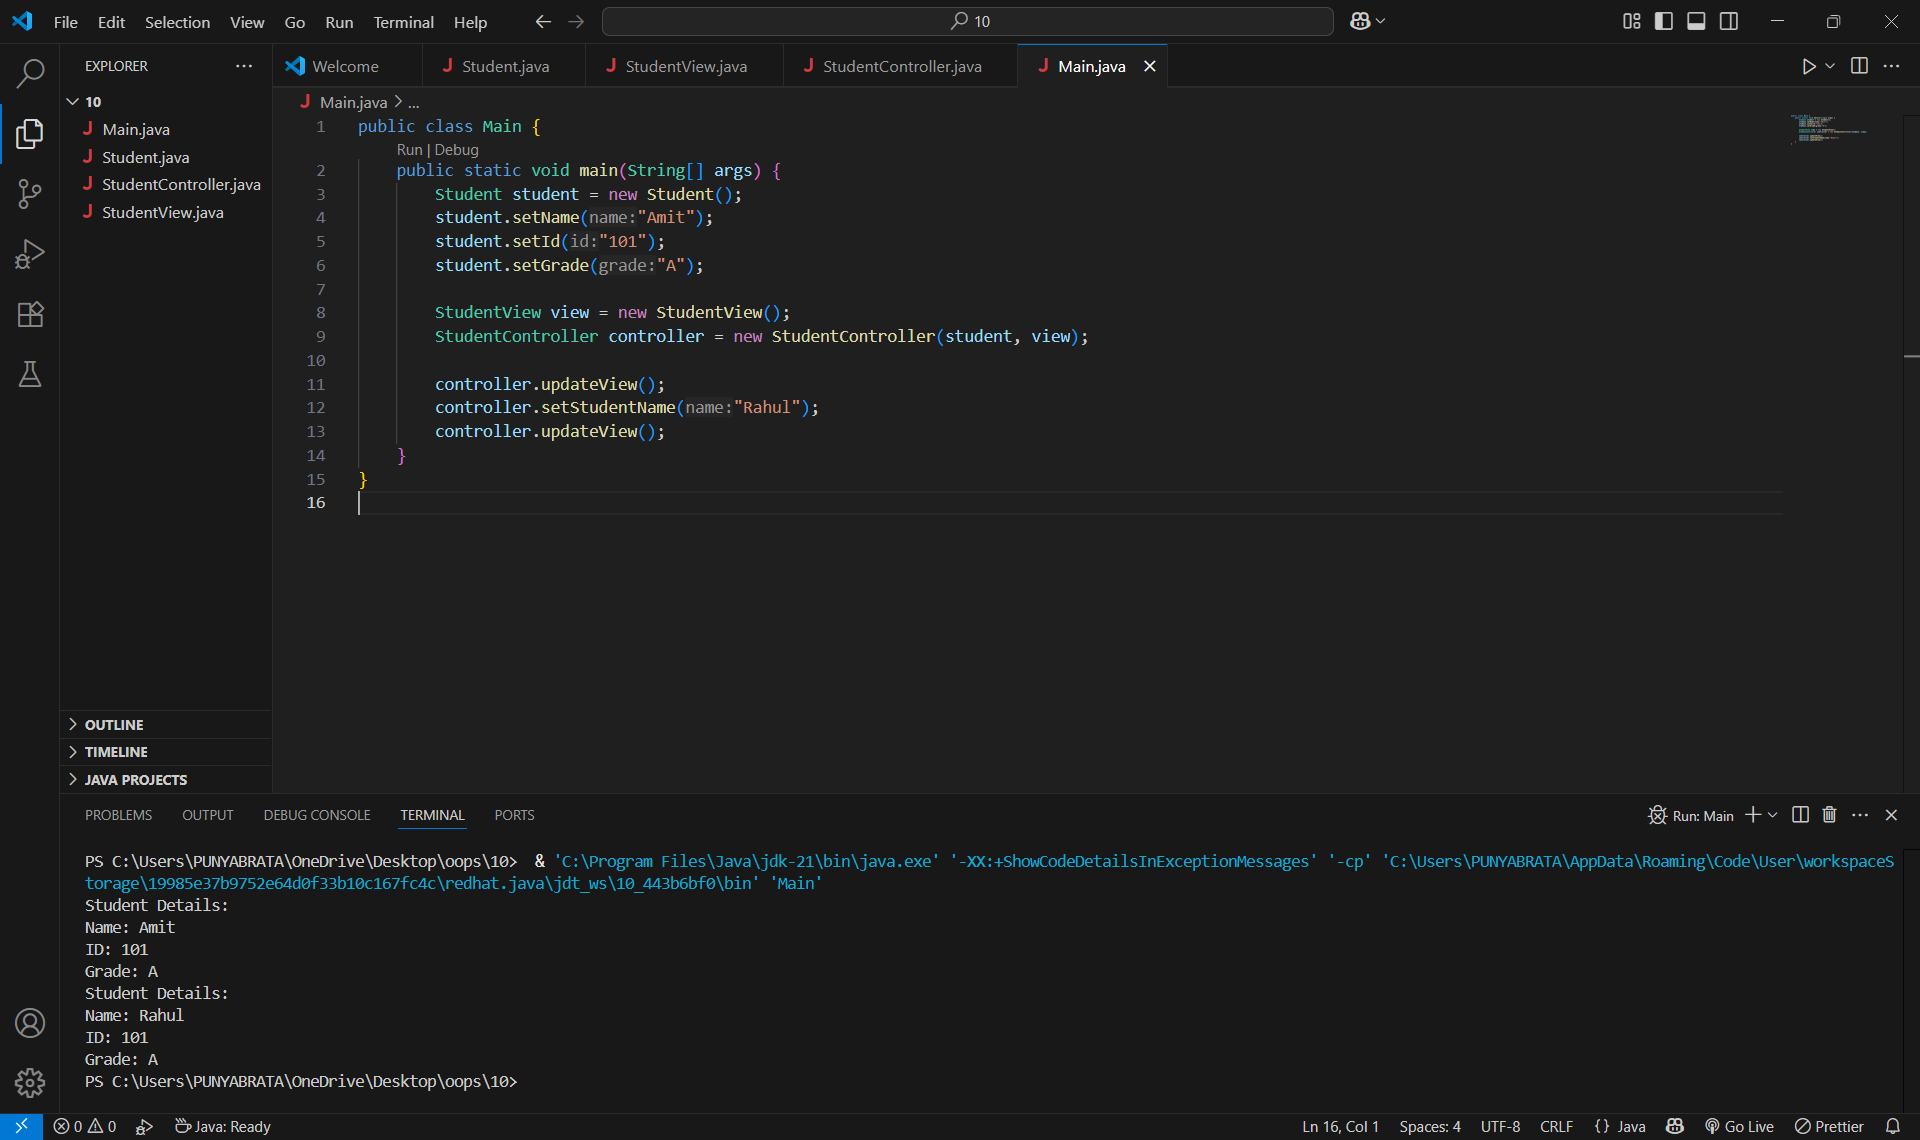 File Edit Selection View Go Run Terminal Help
10
EXPLORER
10
Main.java
Student.java
StudentController.java
StudentView.java
OUTLINE
TIMELINE
JAVA PROJECTS
Welcome Student.java StudentView.java StudentController.java Main.java
Main.java > ...
1 public class Main {
Run | Debug
2 public static void main(String[] args) {
3 Student student = new Student();
4 student.setName(name:"Amit");
5 student.setId(id:"101");
6 student.setGrade(grade:"A");
7
8 StudentView view = new StudentView();
9 StudentController controller = new StudentController(student, view);
10
11 controller.updateView();
12 controller.setStudentName(name:"Rahul");
13 controller.updateView();
14 }
15 }
16
PROBLEMS OUTPUT DEBUG CONSOLE TERMINAL PORTS
Run: Main
PS C:\Users\PUNYABRATA\OneDrive\Desktop\oops\10>  & 'C:\Program Files\Java\jdk-21\bin\java.exe' '-XX:+ShowCodeDetailsInExceptionMessages' '-cp' 'C:\Users\PUNYABRATA\AppData\Roaming\Code\User\workspaceS
torage\19985e37b9752e64d0f33b10c167fc4c\redhat.java\jdt_ws\10_443b6bf0\bin' 'Main'
Student Details:
Name: Amit
ID: 101
Grade: A
Student Details:
Name: Rahul
ID: 101
Grade: A
PS C:\Users\PUNYABRATA\OneDrive\Desktop\oops\10>
0 0 Java: Ready Ln 16, Col 1 Spaces: 4 UTF-8 CRLF {} Java Go Live Prettier